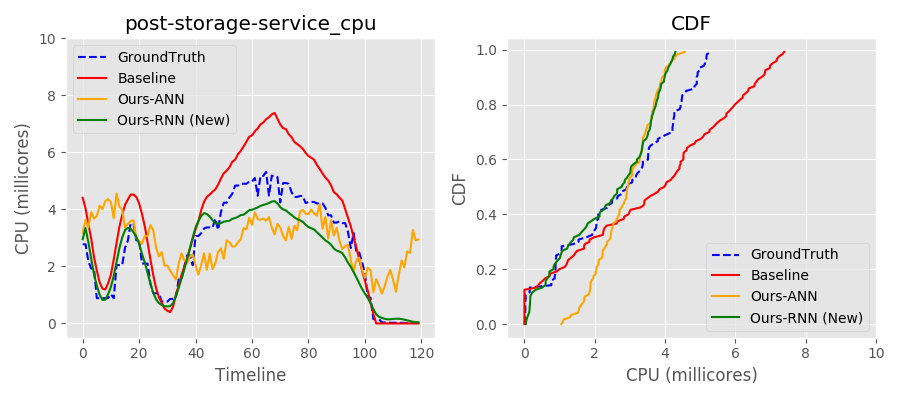 post-storage-service_cpu
CPU (millicores)
10
8
6
4
2
0
GroundTruth
Baseline
Ours-ANN
Ours-RNN (New)
0 20 40 60 80 100 120
Timeline
CDF
CDF
1.0
0.8
0.6
0.4
0.2
0.0
GroundTruth
Baseline
Ours-ANN
Ours-RNN (New)
0 2 4 6 8 10
CPU (millicores)